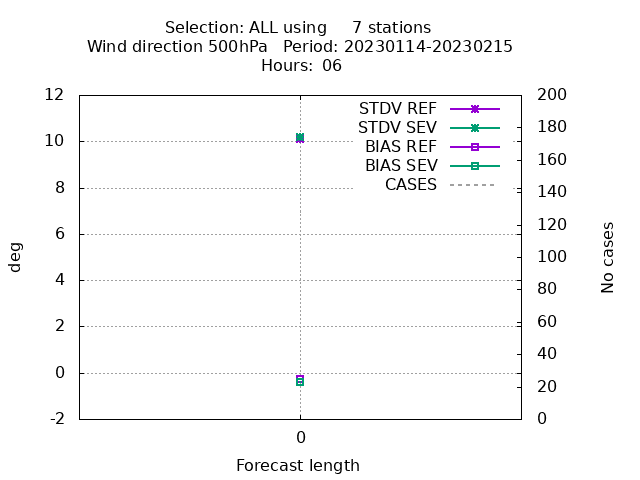 Selection: ALL using     7 stations
Wind direction 500hPa   Period: 20230114-20230215
Hours:  06
12
10
8
6
4
2
0
-2
deg
STDV REF
STDV SEV
BIAS REF
BIAS SEV
CASES
200
180
160
140
120
100
80
60
40
20
0
No cases
0
Forecast length